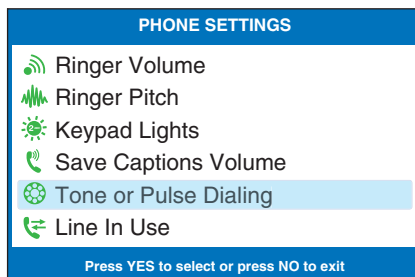 PHONE SETTINGS
Ringer Volume
Ringer Pitch
Keypad Lights
Save Captions Volume
Tone or Pulse Dialing
Line In Use
Press YES to select or press NO to exit